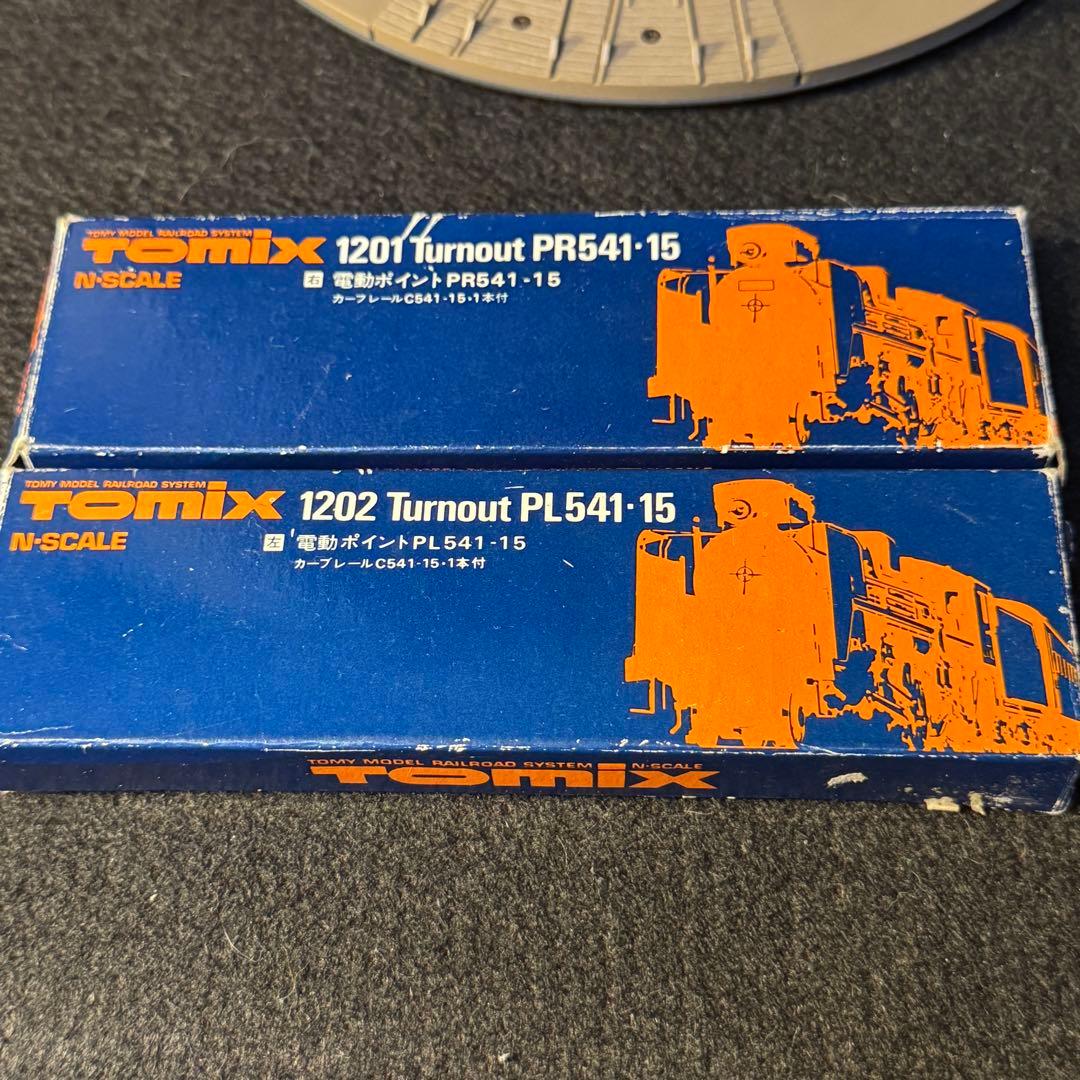 TOMY MODEL RAILROAD SYSTEM
TOMIX 1201 Turnout PR541・15
N-SCALE
右 電動ポイントPR541-15
カーブレールC541-15・1本付
TOMY MODEL RAILROAD SYSTEM
TOMIX 1202 Turnout PL541・15
N-SCALE
左 電動ポイントPL541-15
カーブレールC541-15・1本付
TOMY MODEL RAILROAD SYSTEM N-SCALE
TOMIX